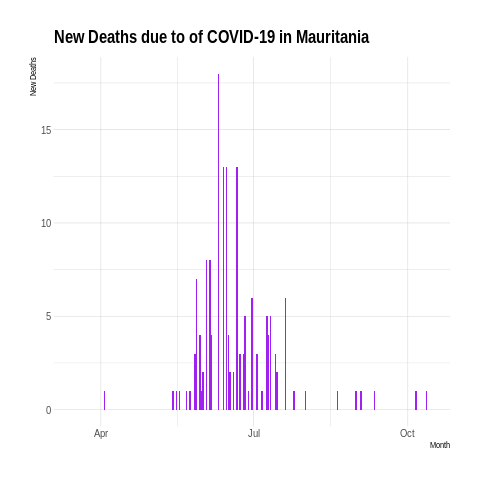 New Deaths due to of COVID-19 in Mauritania
New Deaths
15
10
5
0
Apr Jul Oct
Month